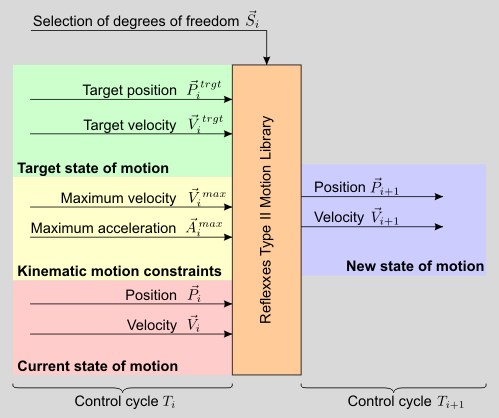 Selection of degrees of freedom $\vec{S}_i$
Target position $\vec{P}_i^{\,trgt}$
Target velocity $\vec{V}_i^{\,trgt}$
Target state of motion
Maximum velocity $\vec{V}_i^{\,max}$
Maximum acceleration $\vec{A}_i^{\,max}$
Kinematic motion constraints
Position $\vec{P}_i$
Velocity $\vec{V}_i$
Current state of motion
Reflexxes Type II Motion Library
Position $\vec{P}_{i+1}$
Velocity $\vec{V}_{i+1}$
New state of motion
Control cycle $T_i$
Control cycle $T_{i+1}$